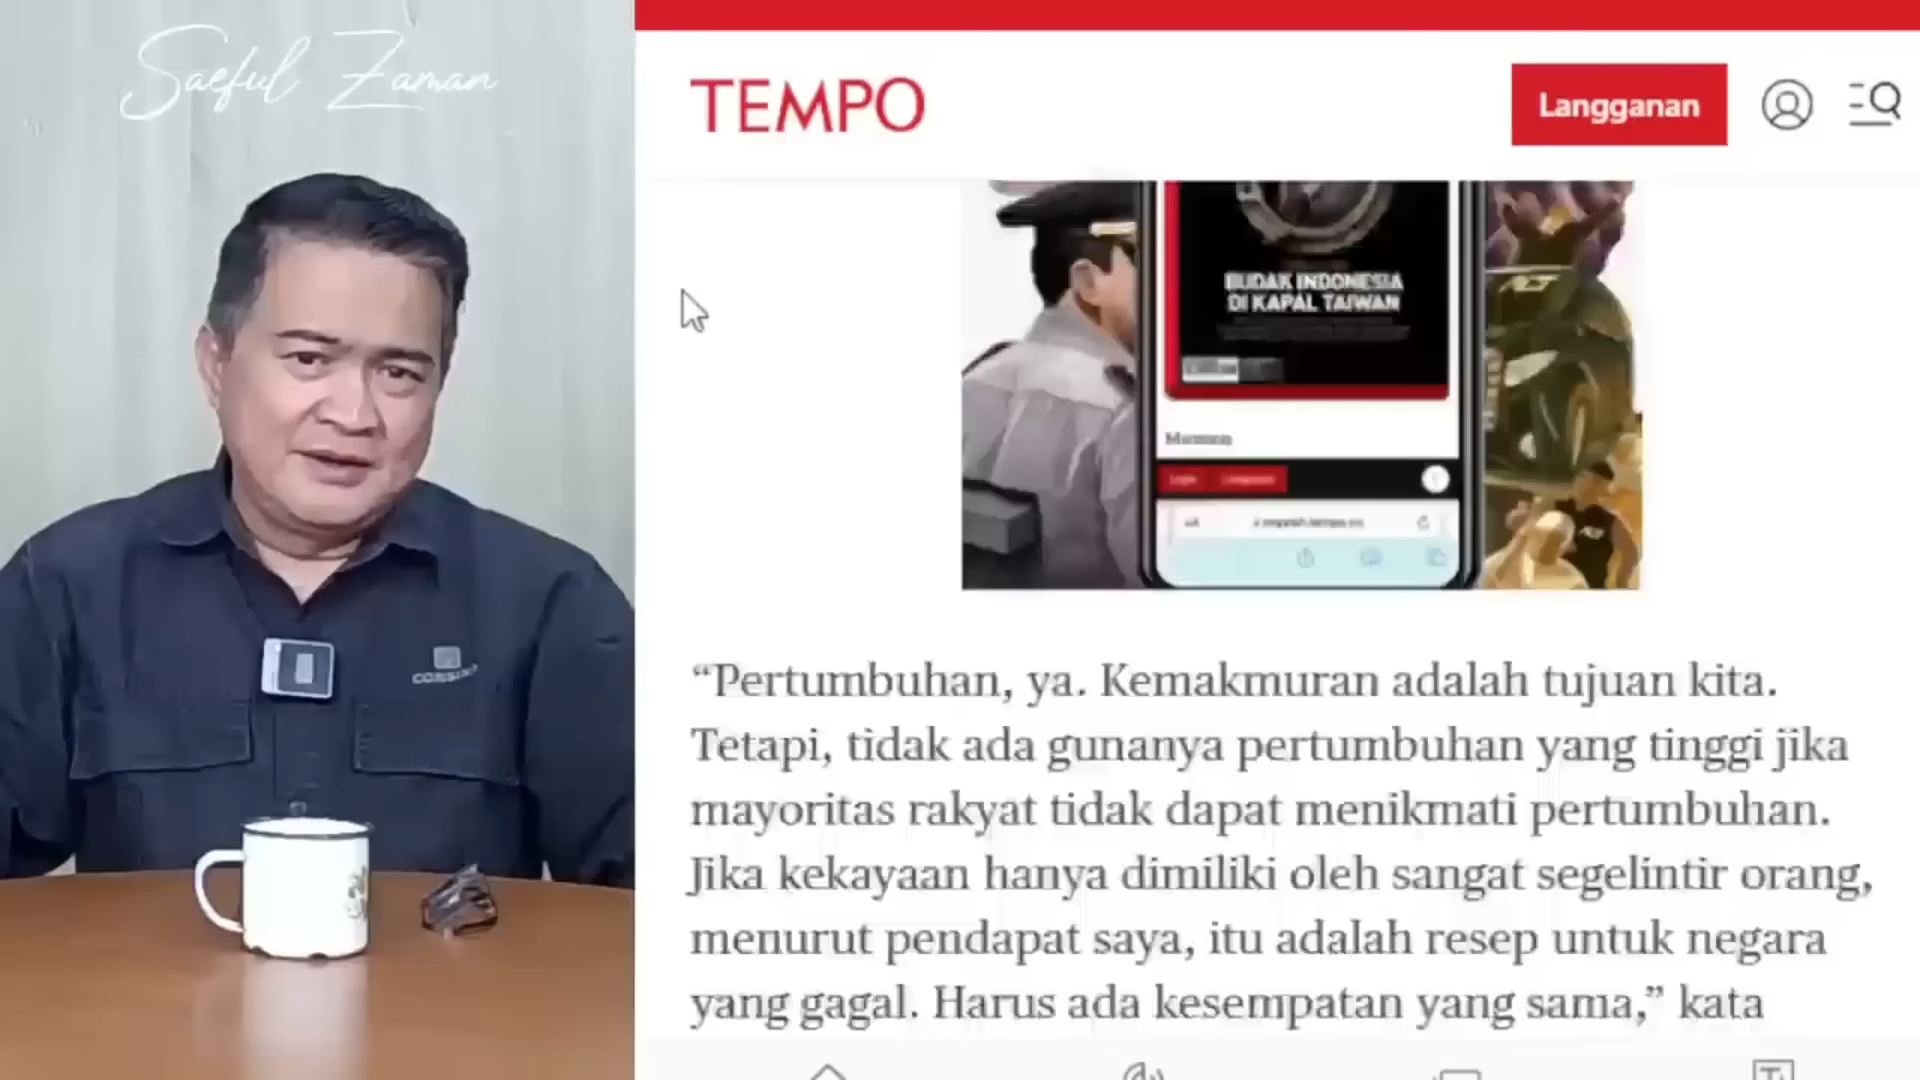 Saeful Zaman
TEMPO
Langganan
BUDAK INDONESIA
DI KAPAL TAIWAN
“Pertumbuhan, ya. Kemakmuran adalah tujuan kita.
Tetapi, tidak ada gunanya pertumbuhan yang tinggi jika
mayoritas rakyat tidak dapat menikmati pertumbuhan.
Jika kekayaan hanya dimiliki oleh sangat segelintir orang,
menurut pendapat saya, itu adalah resep untuk negara
yang gagal. Harus ada kesempatan yang sama,” kata